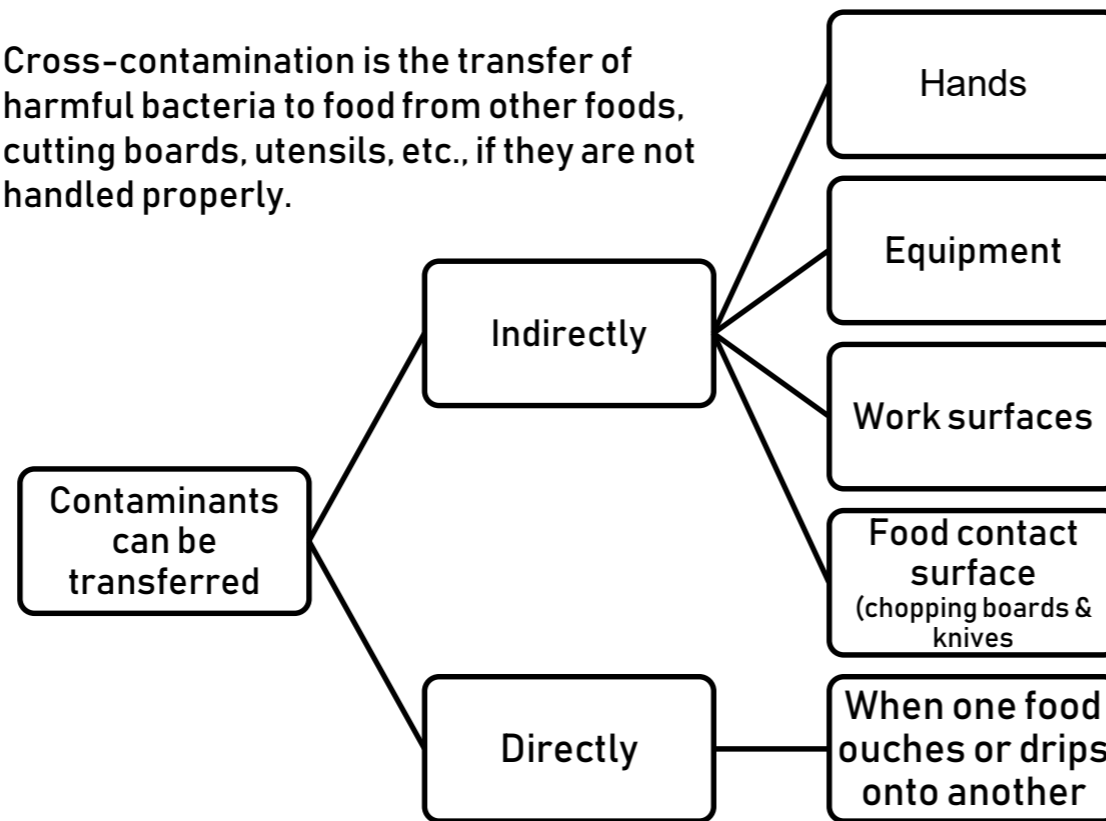 Cross-contamination is the transfer of
harmful bacteria to food from other foods,
cutting boards, utensils, etc., if they are not
handled properly.
Contaminants
can be
transferred
Indirectly
Hands
Equipment
Work surfaces
Food contact
surface
(chopping boards &
knives
Directly
When one food
ouches or drips
onto another